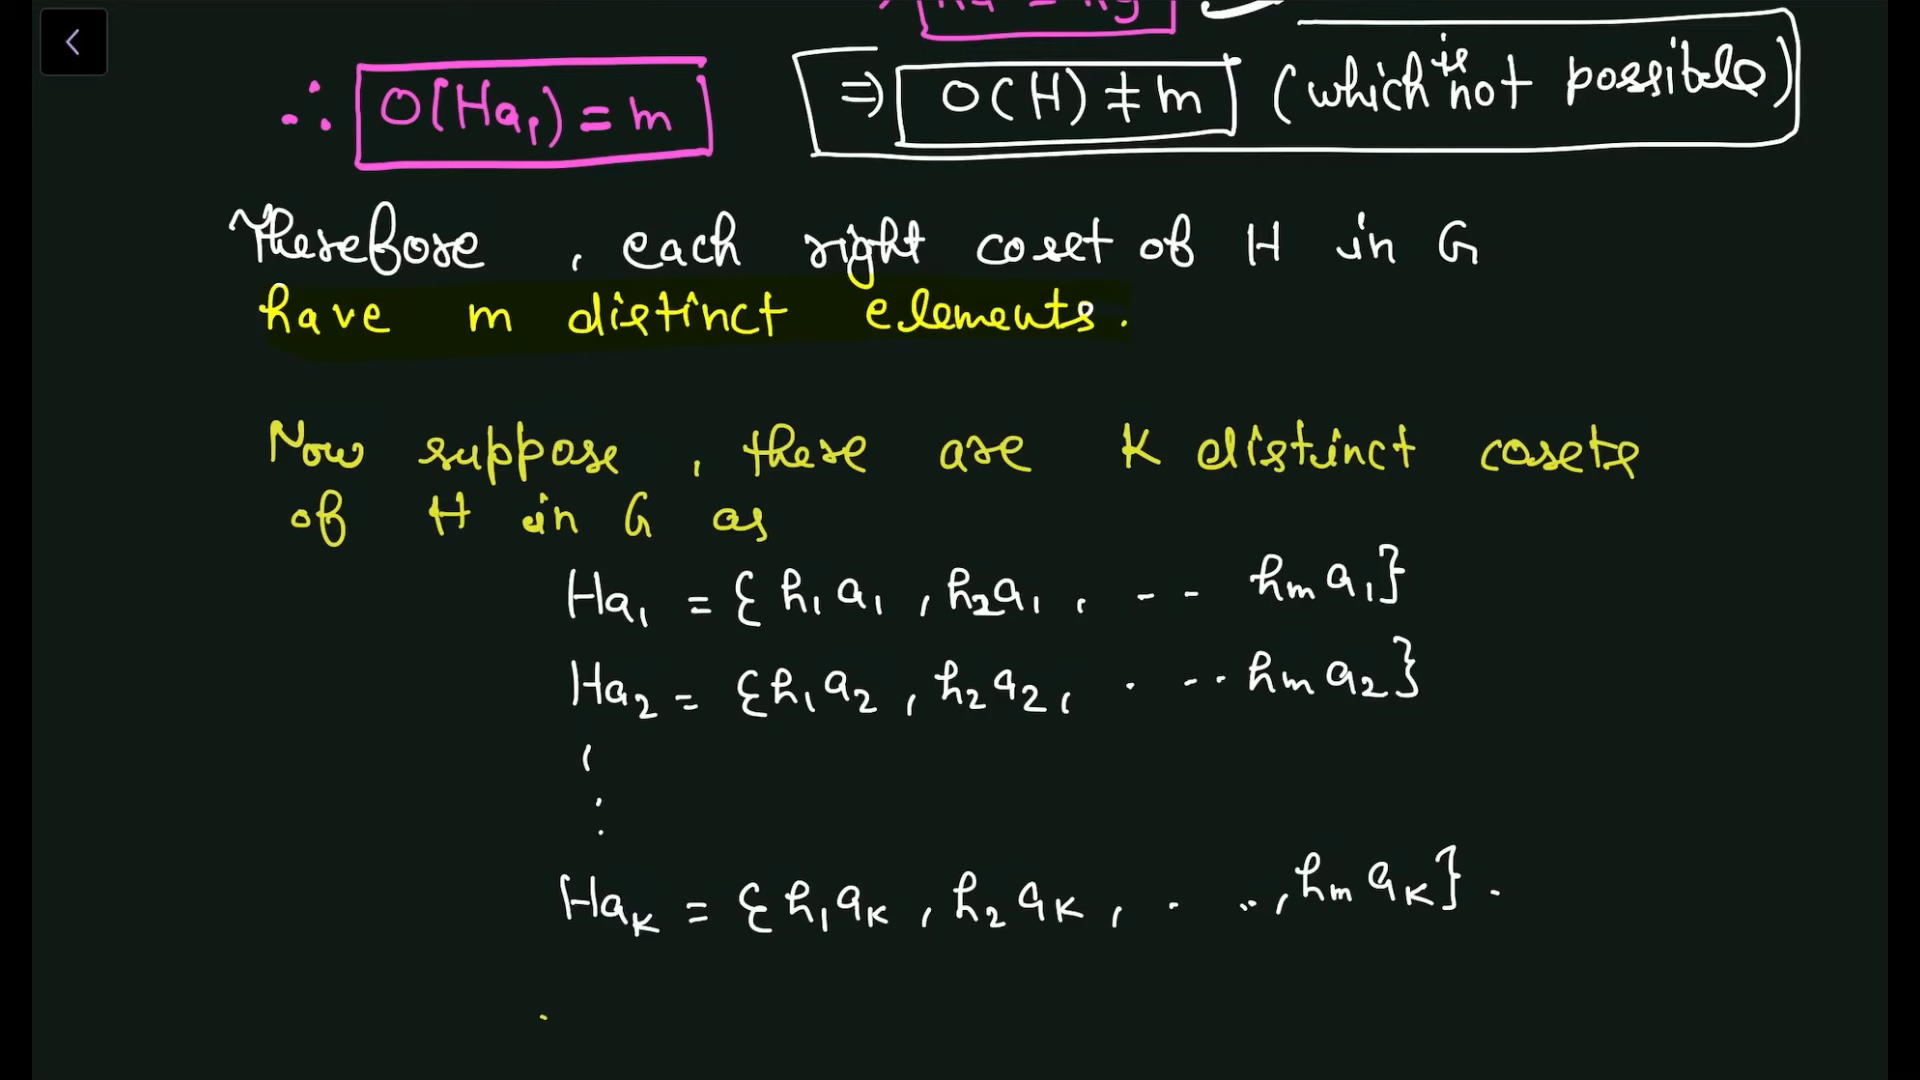 ∴ O(Ha₁) = m ⇒ O(H) ≠ m (which is not possible)
Therefore, each right coset of H in G
have m distinct elements.
Now suppose, there are K distinct cosets
of H in G as
Ha₁ = {h₁a₁, h₂a₁, -- hₘa₁}
Ha₂ = {h₁a₂, h₂a₂, . -.. hₘa₂}
Haₖ = {h₁aₖ, h₂aₖ, . .., hₘaₖ}.